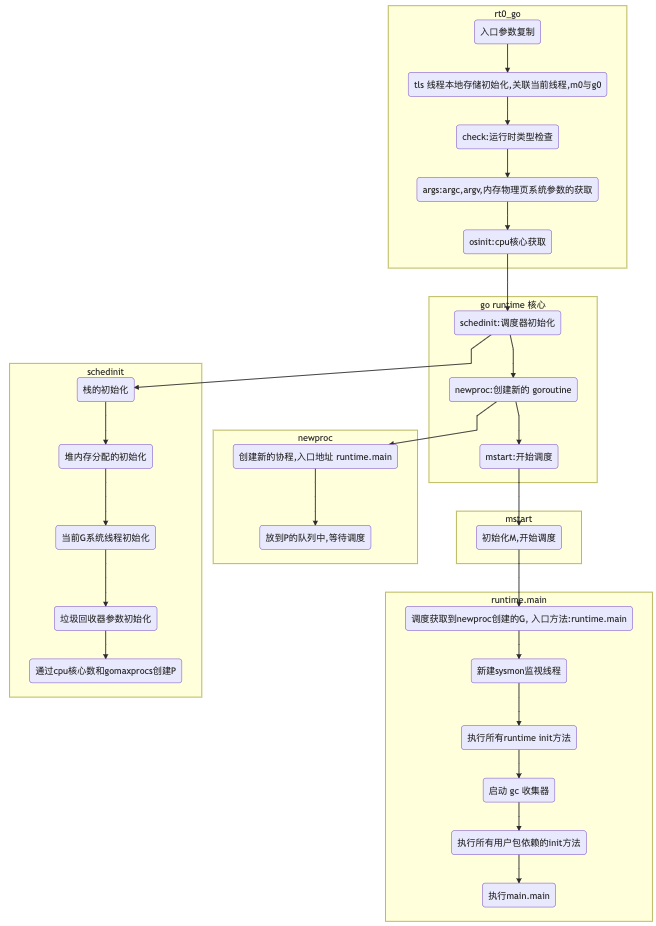 rt0_go
入口参数复制
tls 线程本地存储初始化,关联当前线程,m0与g0
check:运行时类型检查
args:argc,argv,内存物理页系统参数的获取
osinit:cpu核心获取
go runtime 核心
schedinit:调度器初始化
newproc:创建新的 goroutine
mstart:开始调度
schedinit
栈的初始化
堆内存分配的初始化
当前G系统线程初始化
垃圾回收器参数初始化
通过cpu核心数和gomaxprocs创建P
newproc
创建新的协程,入口地址 runtime.main
放到P的队列中,等待调度
mstart
初始化M,开始调度
runtime.main
调度获取到newproc创建的G, 入口方法:runtime.main
新建sysmon监视线程
执行所有runtime init方法
启动 gc 收集器
执行所有用户包依赖的init方法
执行main.main